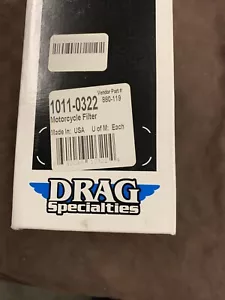 Vendor Part #
1011-0322 B90-119
Motorcycle Filter
Made In: USA U of M: Each
DRAG
Specialties